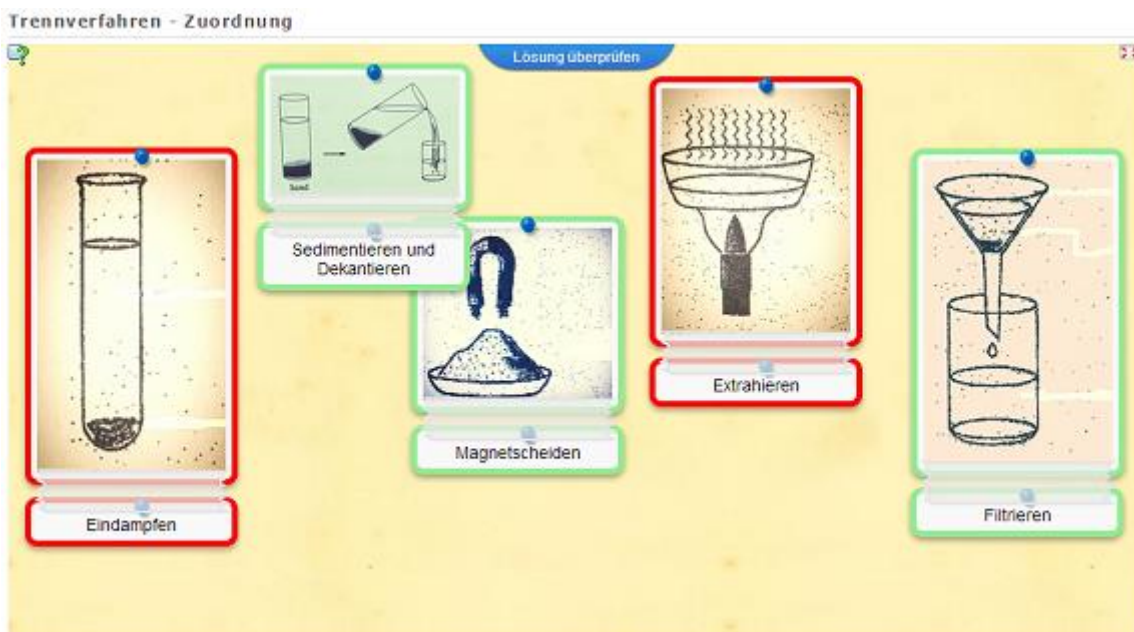 Trennverfahren - Zuordnung
Lösung überprüfen
Sand
Sedimentieren und
Dekantieren
Extrahieren
Magnetscheiden
Eindampfen
Filtrieren